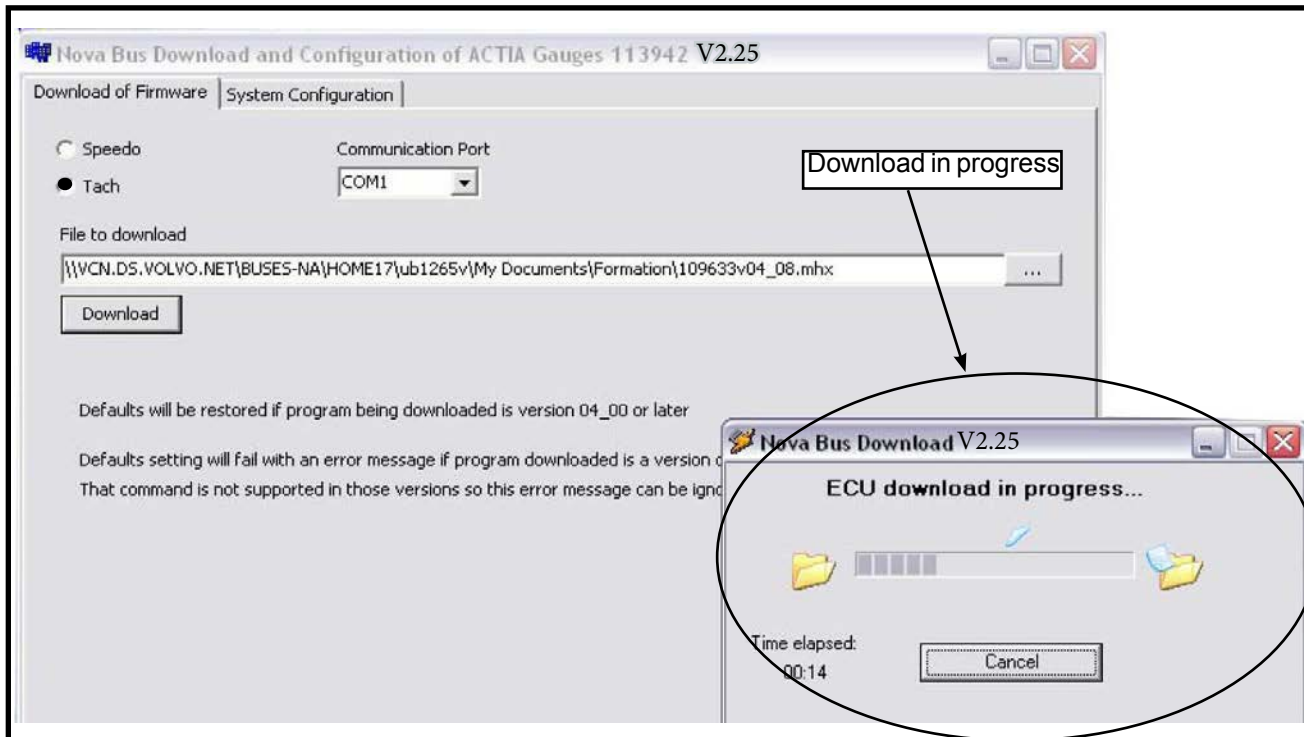 Nova Bus Download and Configuration of ACTIA Gauges 113942 V2.25
Download of Firmware
System Configuration
Speedo
Communication Port
Tach
COM1
Download in progress
File to download
\\VCN.DS.VOLVO.NET\BUSES-NA\HOME17\ub1265v\My Documents\Formation\109633v04_08.mhx
...
Download
Defaults will be restored if program being downloaded is version 04_00 or later
Defaults setting will fail with an error message if program downloaded is a version
That command is not supported in those versions so this error message can be
Nova Bus Download V2.25
ECU download in progress...
Time elapsed:
00:14
Cancel